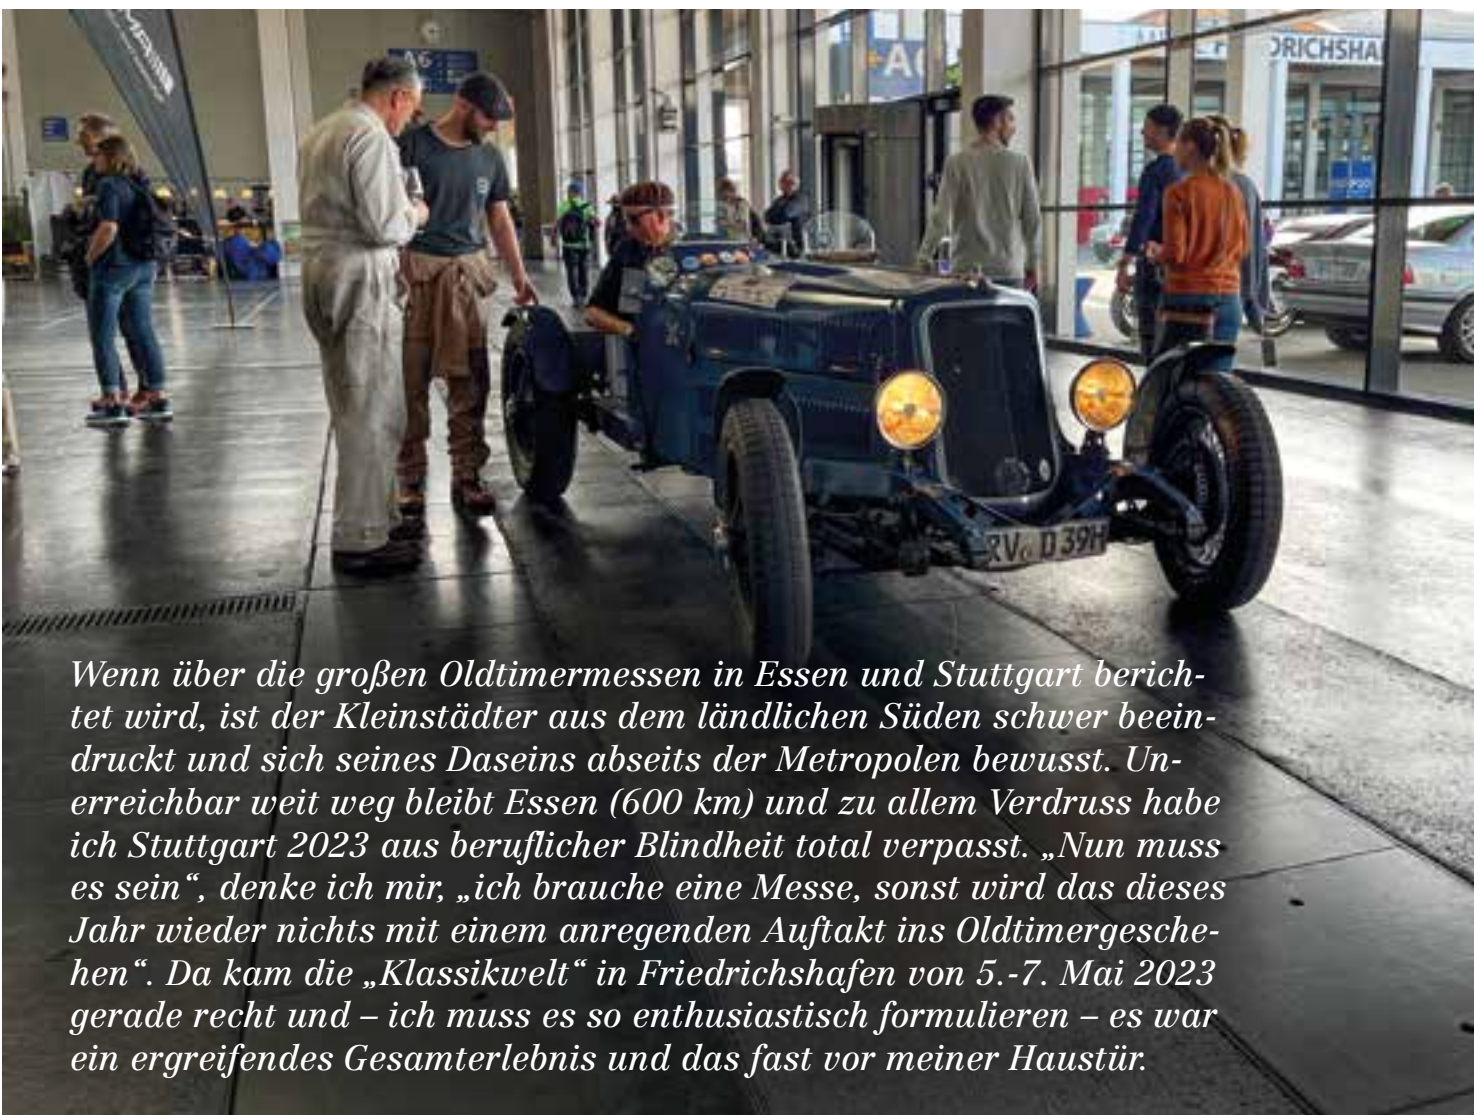 A6
A6
DRICHSHA
RV D 39H
Wenn über die großen Oldtimermessen in Essen und Stuttgart berich-
tet wird, ist der Kleinstädter aus dem ländlichen Süden schwer beein-
druckt und sich seines Daseins abseits der Metropolen bewusst. Un-
erreichbar weit weg bleibt Essen (600 km) und zu allem Verdruss habe
ich Stuttgart 2023 aus beruflicher Blindheit total verpasst. „Nun muss
es sein“, denke ich mir, „ich brauche eine Messe, sonst wird das dieses
Jahr wieder nichts mit einem anregenden Auftakt ins Oldtimergesche-
hen“. Da kam die „Klassikwelt“ in Friedrichshafen von 5.-7. Mai 2023
gerade recht und – ich muss es so enthusiastisch formulieren – es war
ein ergreifendes Gesamterlebnis und das fast vor meiner Haustür.